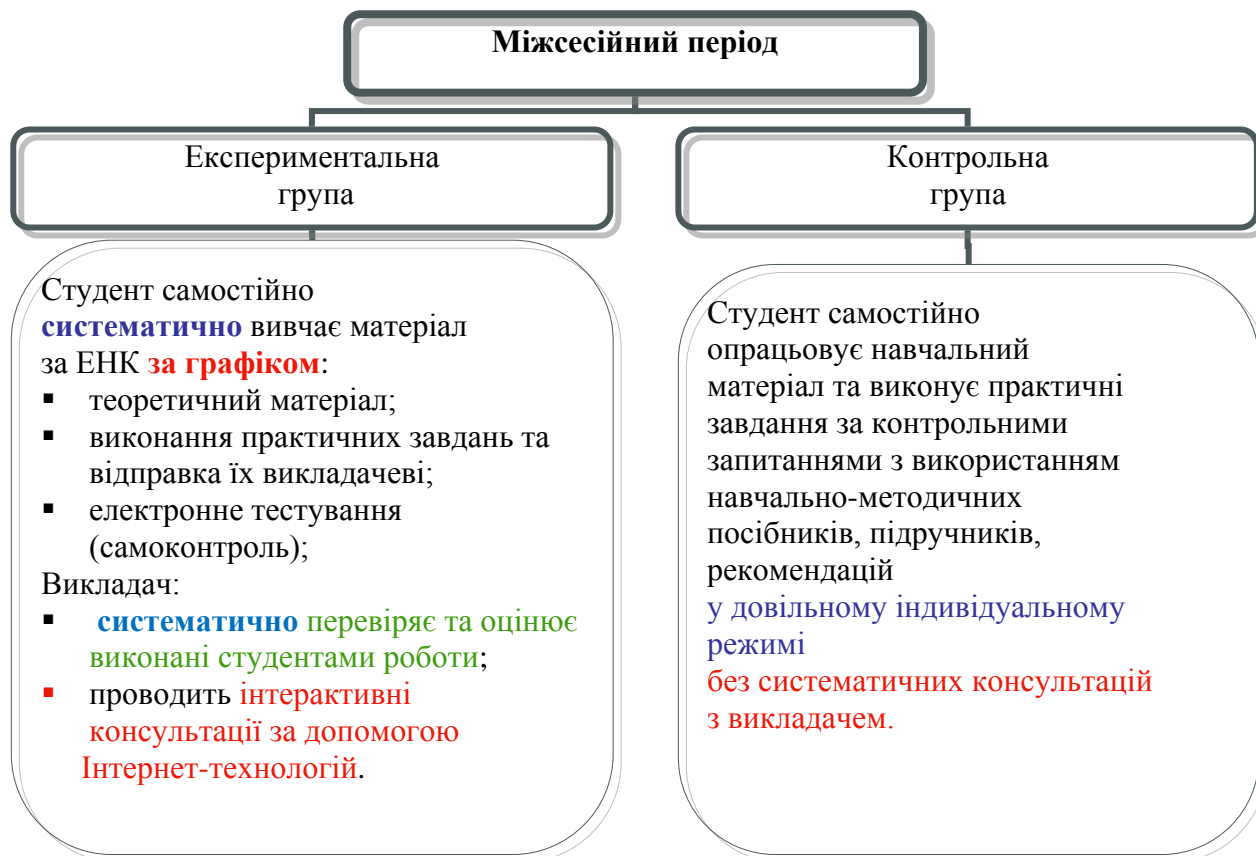 Міжсесійний період
Експериментальна
група
Контрольна
група
Студент самостійно
систематично вивчає матеріал
за ЕНК за графіком:
▪ теоретичний матеріал;
▪ виконання практичних завдань та
відправка їх викладачеві;
▪ електронне тестування
(самоконтроль);
Викладач:
▪ систематично перевіряє та оцінює
виконані студентами роботи;
▪ проводить інтерактивні
консультації за допомогою
Інтернет-технологій.
Студент самостійно
опрацьовує навчальний
матеріал та виконує практичні
завдання за контрольними
запитаннями з використанням
навчально-методичних
посібників, підручників,
рекомендацій
у довільному індивідуальному
режимі
без систематичних консультацій
з викладачем.